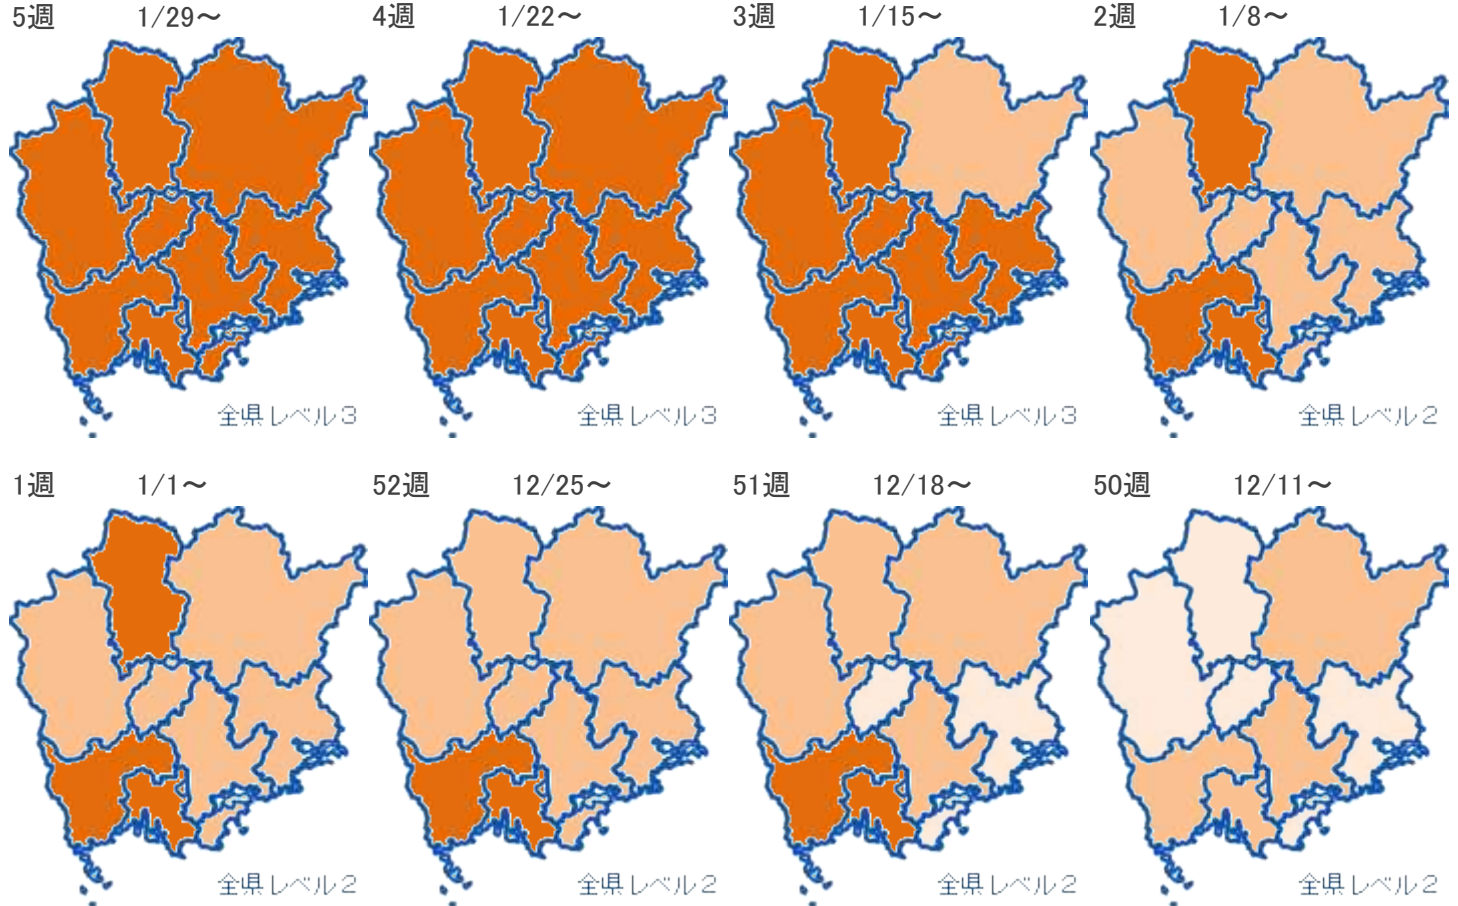 5週 1/29～
4週 1/22～
3週 1/15～
2週 1/8～
全県レベル3
全県レベル3
全県レベル3
全県レベル2
1週 1/1～
52週 12/25～
51週 12/18～
50週 12/11～
全県レベル2
全県レベル2
全県レベル2
全県レベル2